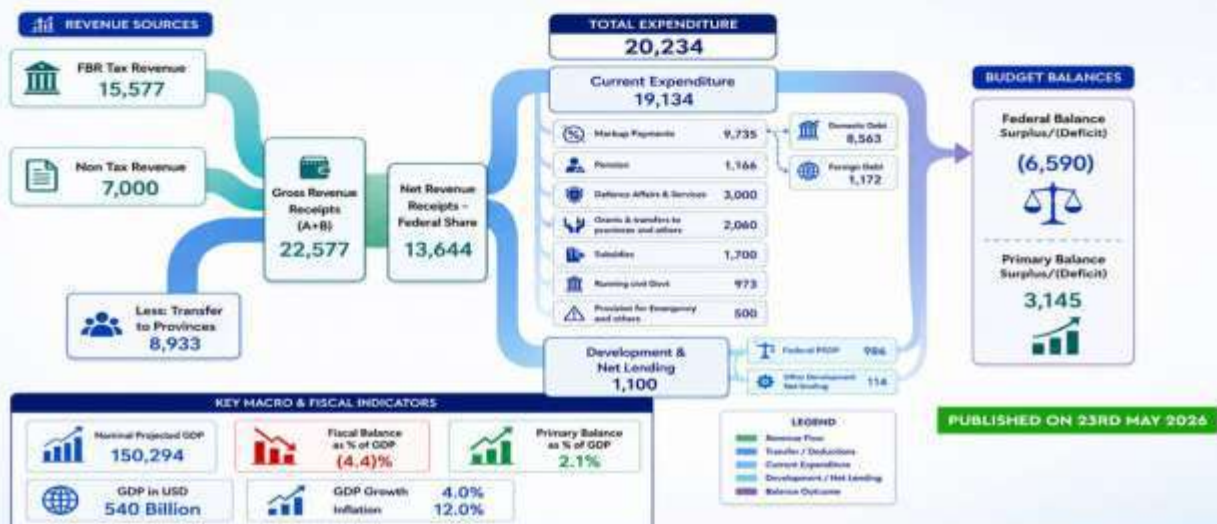 REVENUE SOURCES
FBR Tax Revenue
15,577
Non Tax Revenue
7,000
Less: Transfer
to Provinces
8,933
Gross Revenue
Receipts
(A+B)
22,577
Net Revenue
Receipts –
Federal Share
13,644
TOTAL EXPENDITURE
20,234
Current Expenditure
19,134
Markup Payments 9,735
Domestic Debt
8,563
Foreign Debt
1,172
Pension 1,166
Defence Affairs & Services 3,000
Grants & transfers to
provinces and others 2,060
Subsidies 1,700
Running civil Govt 973
Provision for Emergency
and others 500
Development &
Net Lending
1,100
Federal PSDP 986
Other Development
Net lending 114
BUDGET BALANCES
Federal Balance
Surplus/(Deficit)
(6,590)
Primary Balance
Surplus/(Deficit)
3,145
KEY MACRO & FISCAL INDICATORS
Nominal Projected GDP
150,294
Fiscal Balance
as % of GDP
(4.4)%
Primary Balance
as % of GDP
2.1%
GDP in USD
540 Billion
GDP Growth 4.0%
Inflation 12.0%
LEGEND
Revenue Flow
Transfer / Deductions
Current Expenditure
Development / Net Lending
Balance Outcome
PUBLISHED ON 23RD MAY 2026